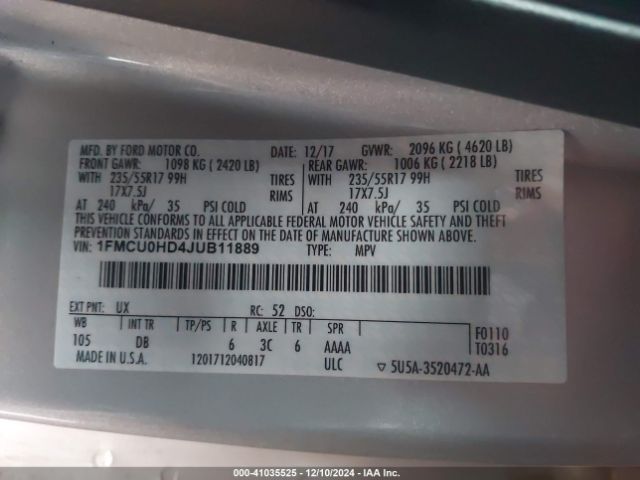 MFD. BY FORD MOTOR CO. DATE: 12/17 GVWR: 2096 KG ( 4620 LB)
FRONT GAWR: 1098 KG ( 2420 LB) REAR GAWR: 1006 KG ( 2218 LB)
WITH 235/55R17 99H TIRES WITH 235/55R17 99H TIRES
17X7.5J RIMS 17X7.5J RIMS
AT 240 kPa/ 35 PSI COLD AT 240 kPa/ 35 PSI COLD
THIS VEHICLE CONFORMS TO ALL APPLICABLE FEDERAL MOTOR VEHICLE SAFETY AND THEFT
PREVENTION STANDARDS IN EFFECT ON THE DATE OF MANUFACTURE SHOWN ABOVE.
VIN: 1FMCU0HD4JUB11889 TYPE: MPV
EXT PNT: UX RC: 52 DSO:
WB INT TR TP/PS R AXLE TR SPR
105 DB 6 3C 6 AAAA
F0110
T0316
MADE IN U.S.A. 1201712040817 ULC ▽ 5U5A-3520472-AA
000-41035525 - 12/10/2024 - IAA Inc.